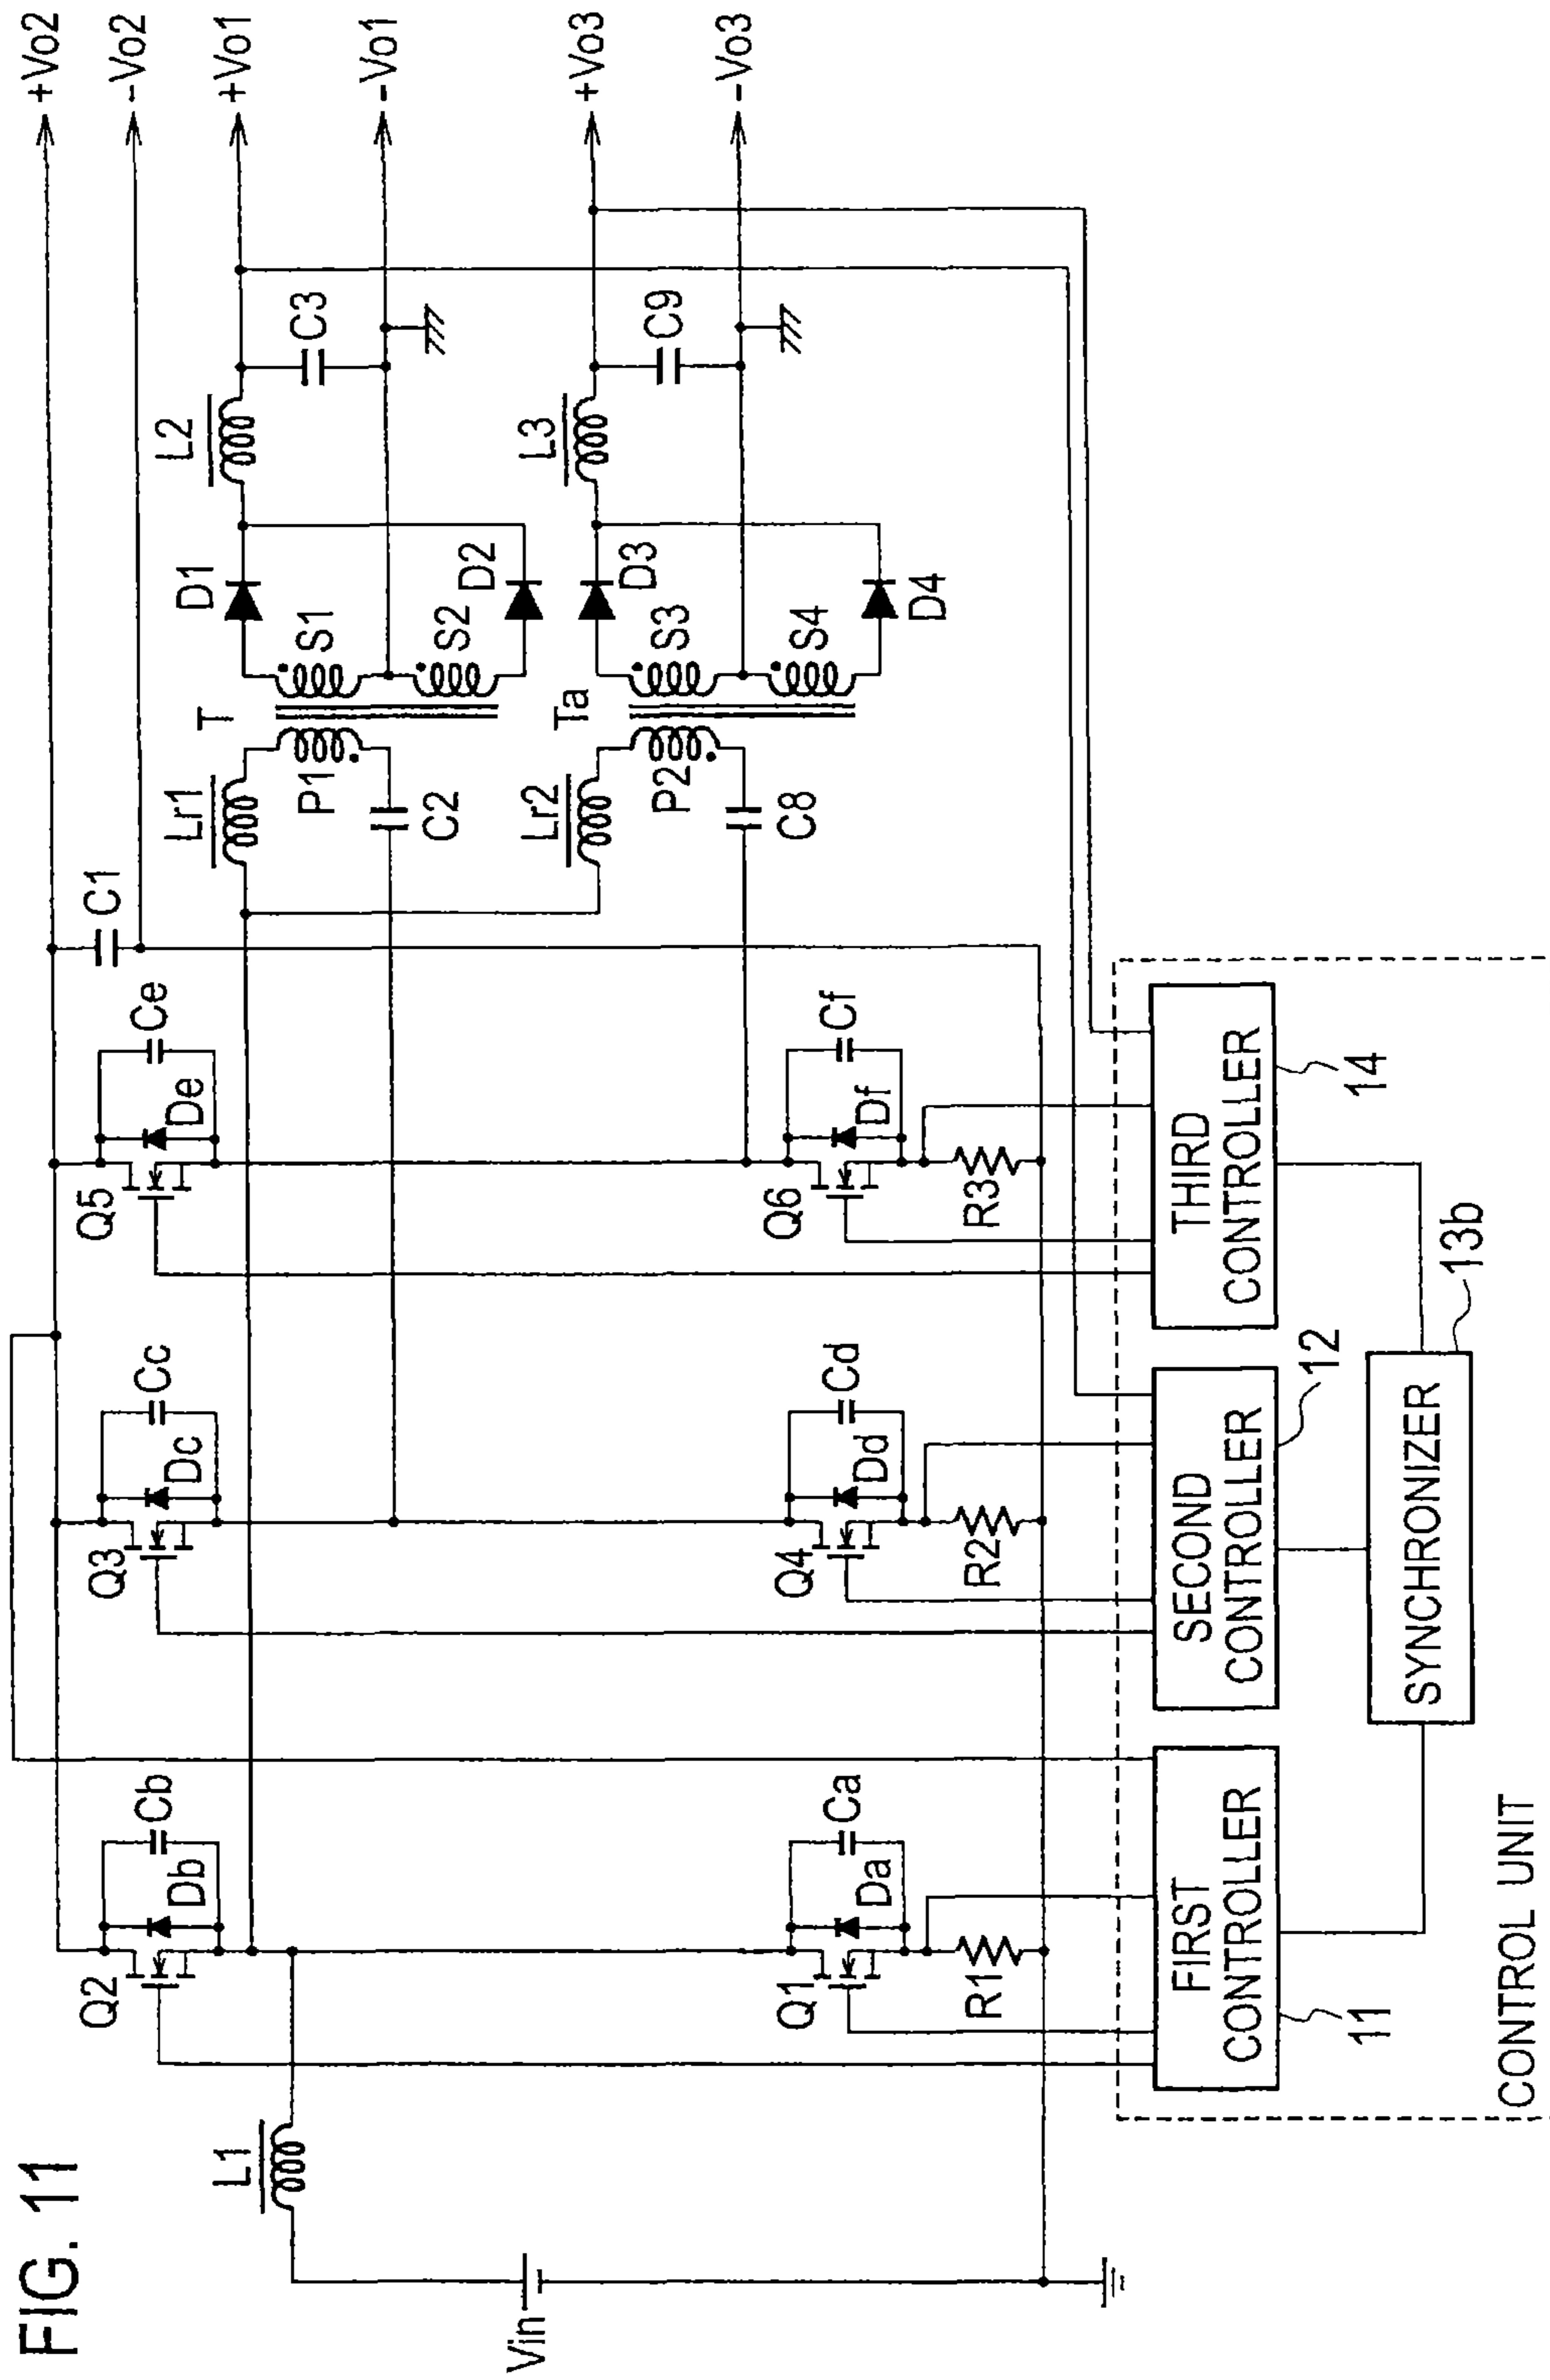 FIG. 11
+Vo2
-Vo2
+Vo1
-Vo1
+Vo3
-Vo3
Vin
L1
Q2
Db
Cb
Q1
Da
Ca
R1
Q3
Dc
Cc
Q4
Dd
Cd
R2
Q5
De
Ce
Q6
Df
Cf
R3
C1
Lr1
P1
T
C2
S1
S2
D1
D2
L2
C3
Lr2
P2
Ta
C8
S3
S4
D3
D4
L3
C9
FIRST
CONTROLLER
11
SECOND
CONTROLLER
12
THIRD
CONTROLLER
14
SYNCHRONIZER
13b
CONTROL UNIT